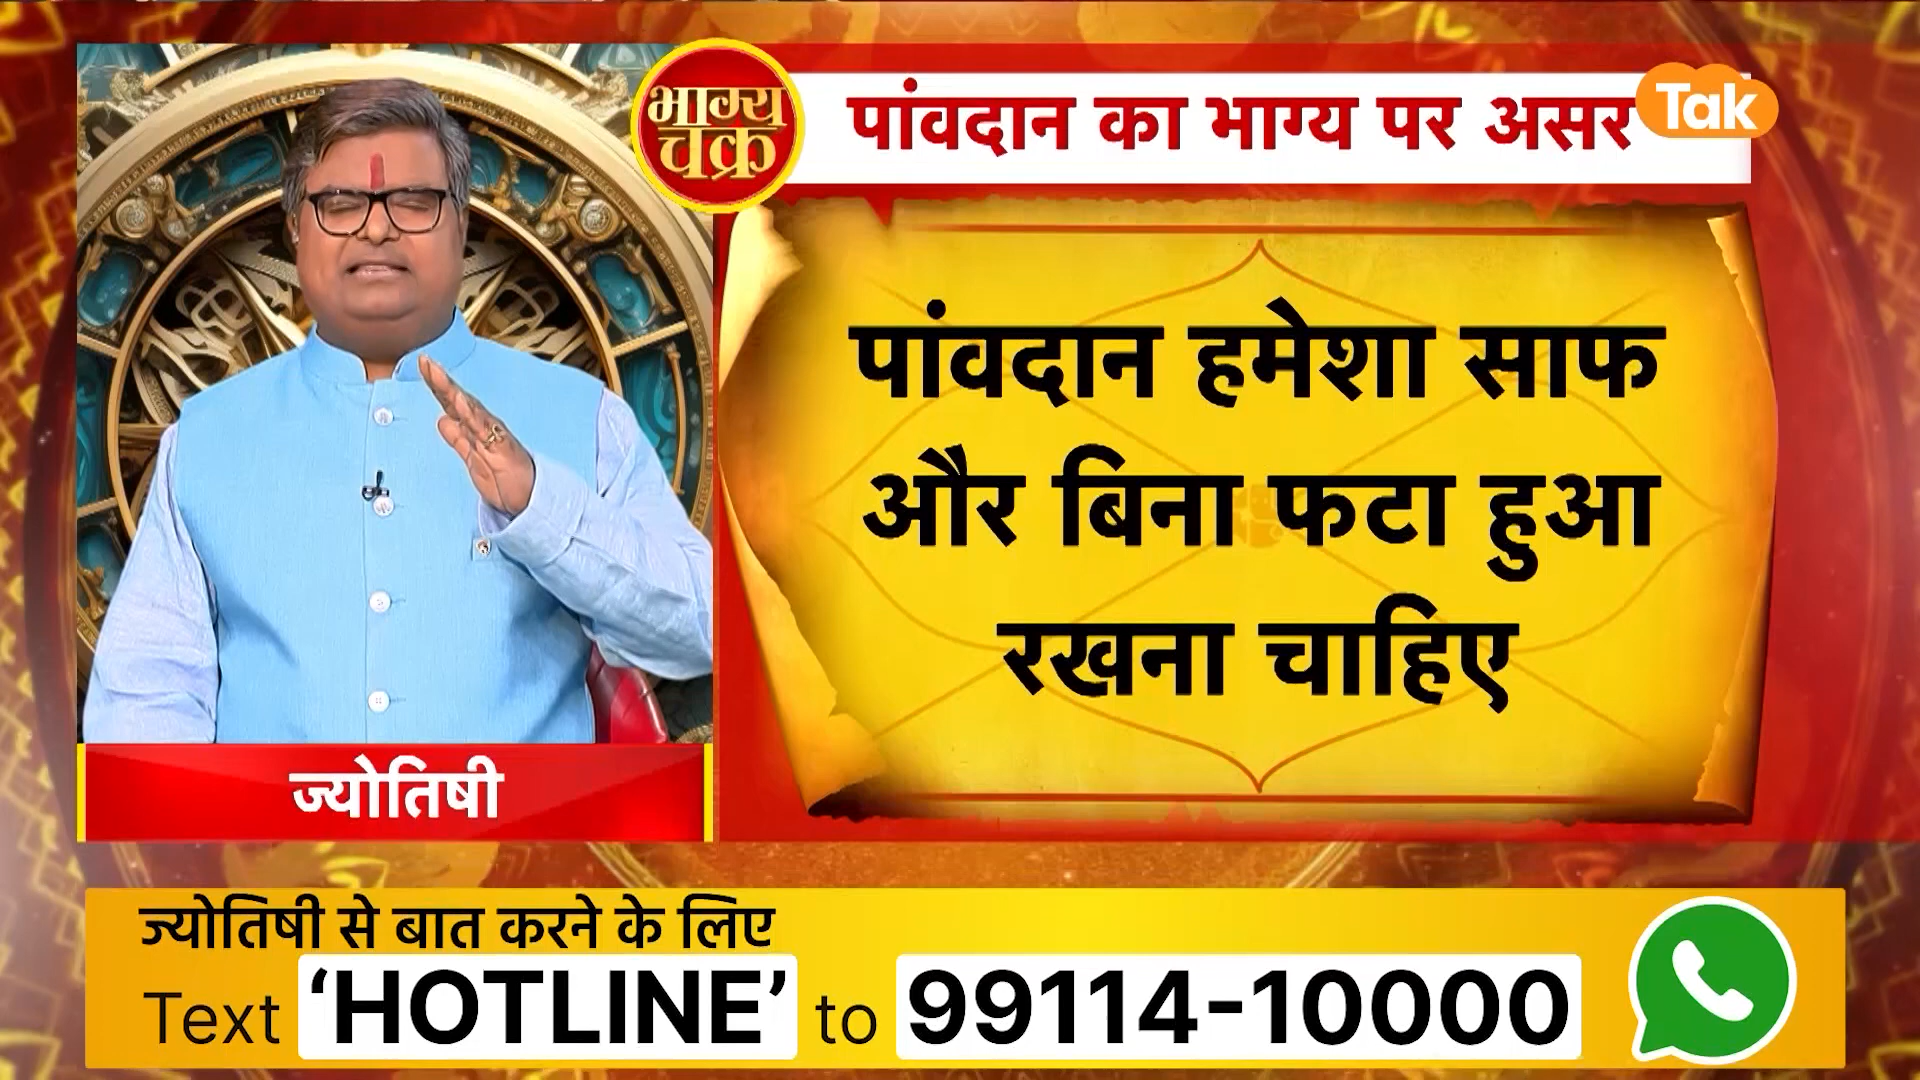 भाग्य
चक्र
पांवदान का भाग्य पर असर
Tak
पांवदान हमेशा साफ
और बिना फटा हुआ
रखना चाहिए
ज्योतिषी
ज्योतिषी से बात करने के लिए
Text ‘HOTLINE’ to 99114-10000